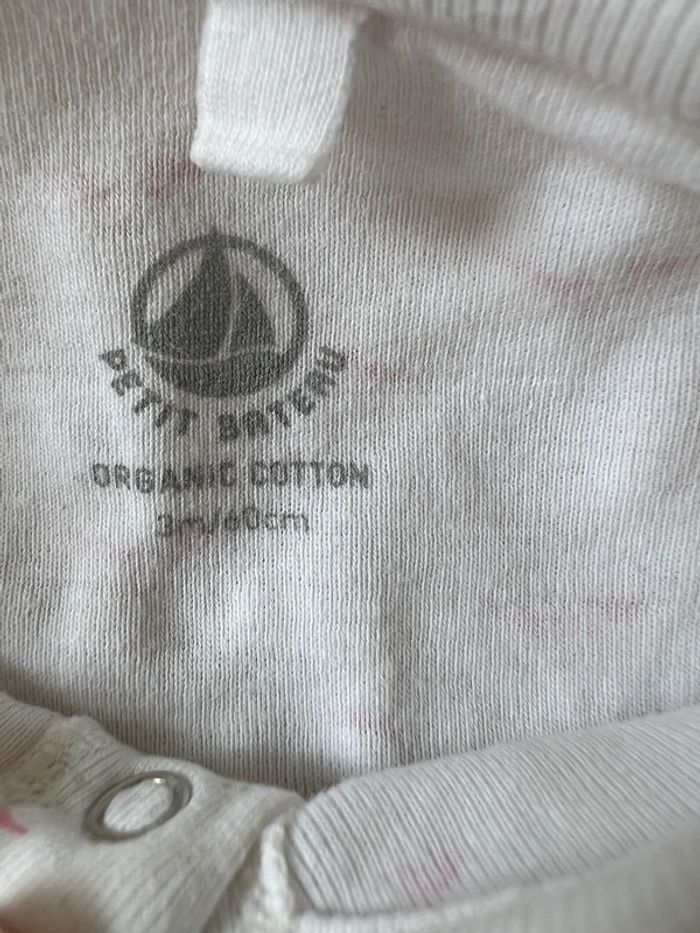 PETIT BATEAU
ORGANIC COTTON
3m/60cm